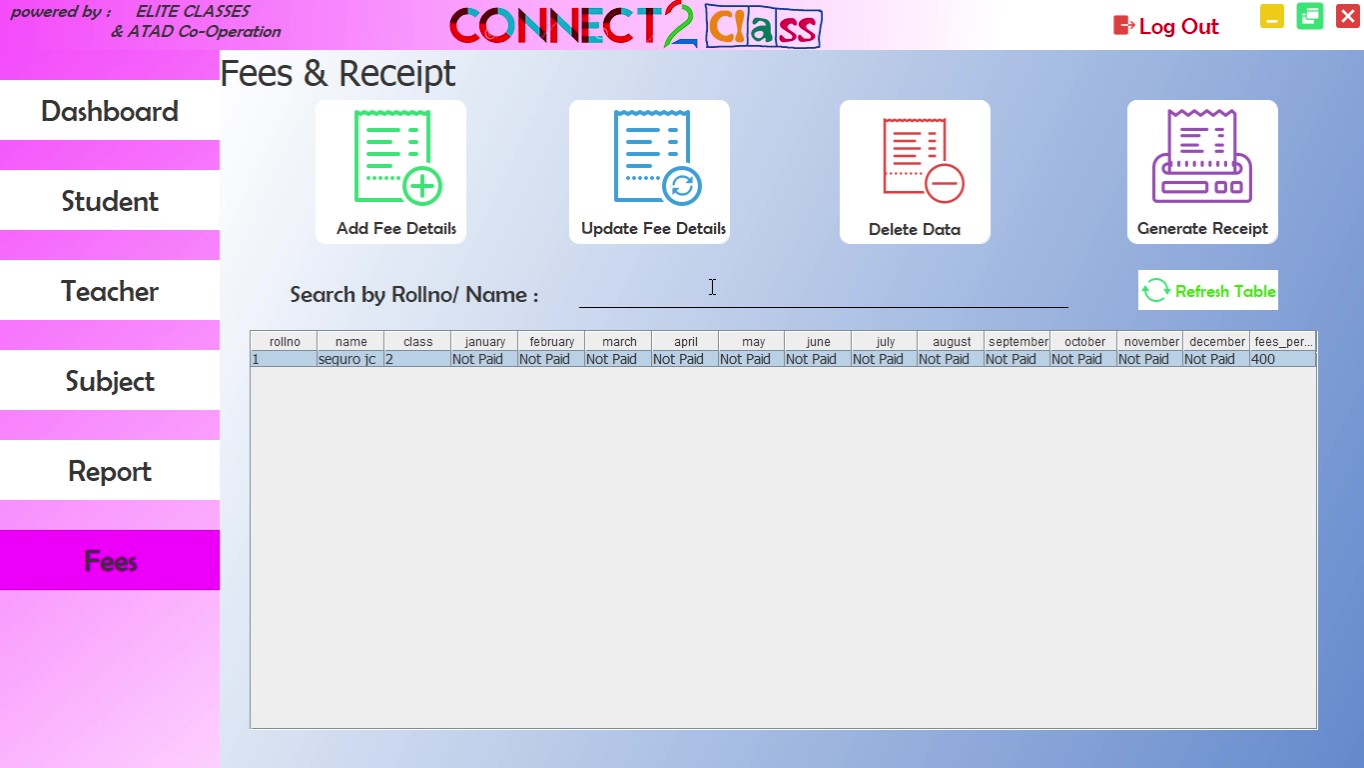 powered by : ELITE CLASSES
& ATAD Co-Operation
CONNECT2Class
Log Out
Fees & Receipt
Dashboard
Student
Teacher
Subject
Report
Fees
Add Fee Details
Update Fee Details
Delete Data
Generate Receipt
Search by Rollno/ Name :
Refresh Table
rollno name class january february march april may june july august september october november december fees_per...
1 seguro jc 2 Not Paid Not Paid Not Paid Not Paid Not Paid Not Paid Not Paid Not Paid Not Paid Not Paid Not Paid Not Paid 400